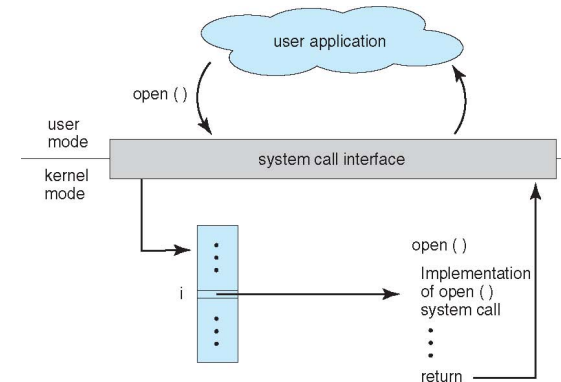 user application
open ( )
user
mode
system call interface
kernel
mode
open ( )
i
Implementation
of open ( )
system call
return